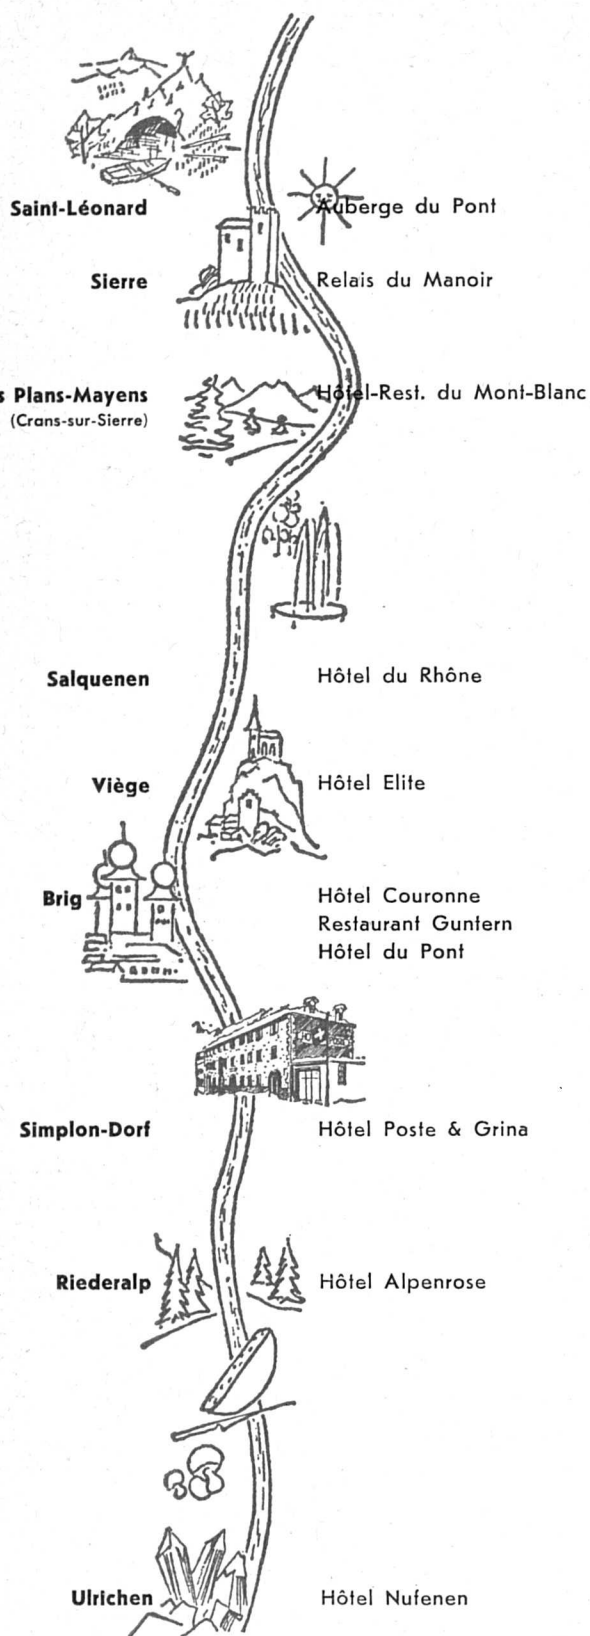 Saint-Léonard Auberge du Pont
Sierre Relais du Manoir
s Plans-Mayens Hôtel-Rest. du Mont-Blanc
(Crans-sur-Sierre)
Salquenen Hôtel du Rhône
Viège Hôtel Elite
Brig Hôtel Couronne
Restaurant Guntern
Hôtel du Pont
Simplon-Dorf Hôtel Poste & Grina
Riederalp Hôtel Alpenrose
Ulrichen Hôtel Nufenen